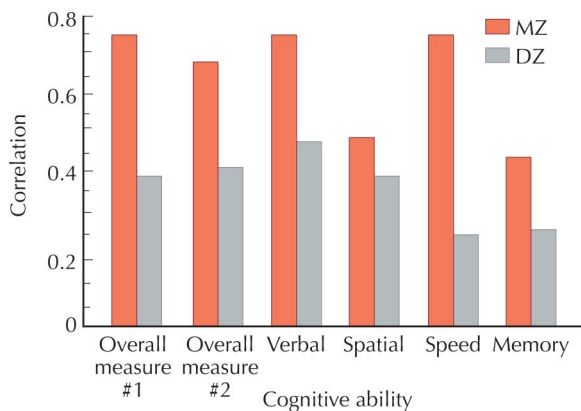 0.8
0.6
0.4
0.2
0
Correlation
MZ
DZ
Overall measure #1
Overall measure #2
Verbal
Spatial
Speed
Memory
Cognitive ability